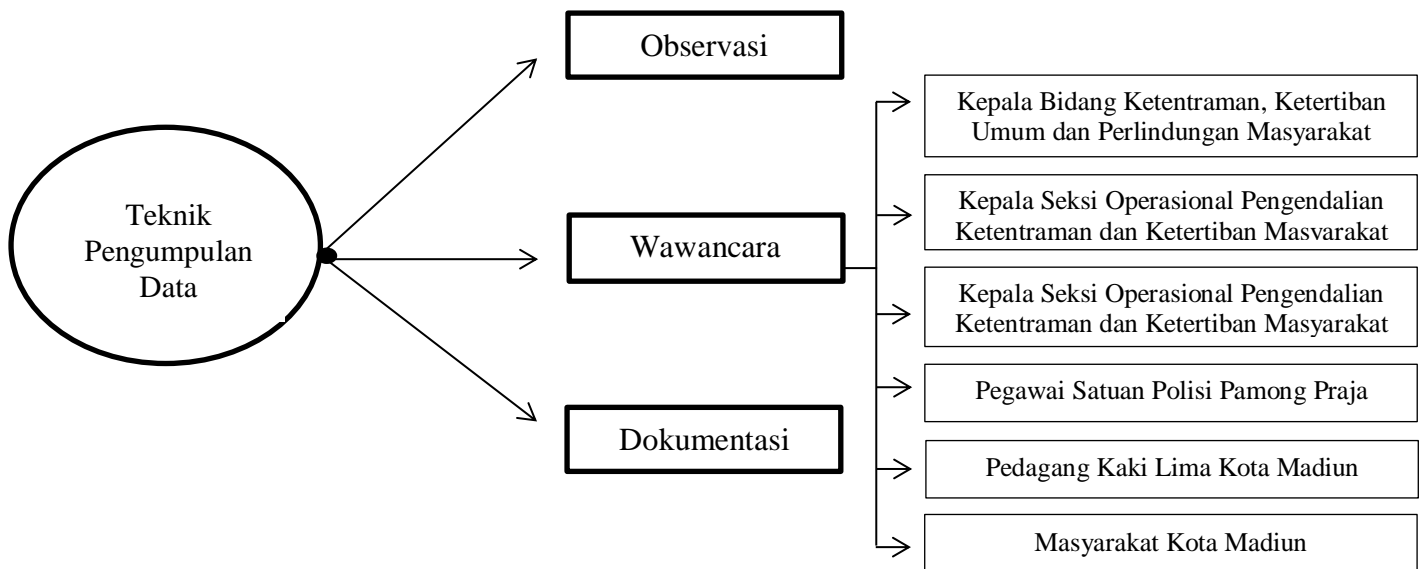 Teknik
Pengumpulan
Data
Observasi
Wawancara
Dokumentasi
Kepala Bidang Ketentraman, Ketertiban
Umum dan Perlindungan Masyarakat
Kepala Seksi Operasional Pengendalian
Ketentraman dan Ketertiban Masyarakat
Kepala Seksi Operasional Pengendalian
Ketentraman dan Ketertiban Masyarakat
Pegawai Satuan Polisi Pamong Praja
Pedagang Kaki Lima Kota Madiun
Masyarakat Kota Madiun